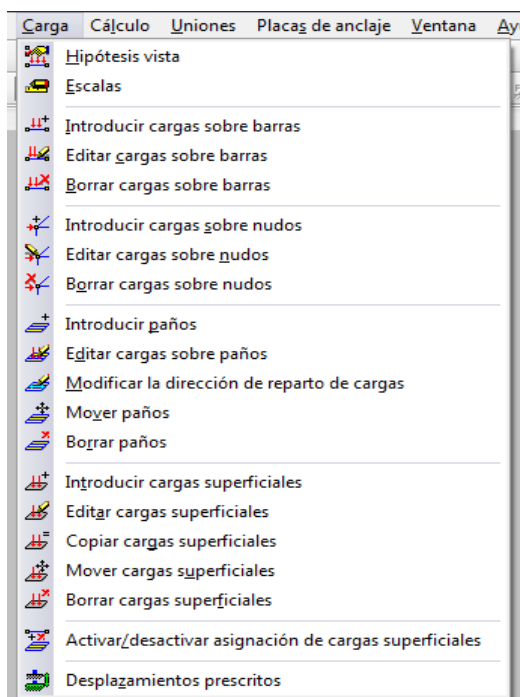 Carga Cálculo Uniones Placas de anclaje Ventana Ay
Hipótesis vista
Escalas
Introducir cargas sobre barras
Editar cargas sobre barras
Borrar cargas sobre barras
Introducir cargas sobre nudos
Editar cargas sobre nudos
Borrar cargas sobre nudos
Introducir paños
Editar cargas sobre paños
Modificar la dirección de reparto de cargas
Mover paños
Borrar paños
Introducir cargas superficiales
Editar cargas superficiales
Copiar cargas superficiales
Mover cargas superficiales
Borrar cargas superficiales
Activar/desactivar asignación de cargas superficiales
Desplazamientos prescritos